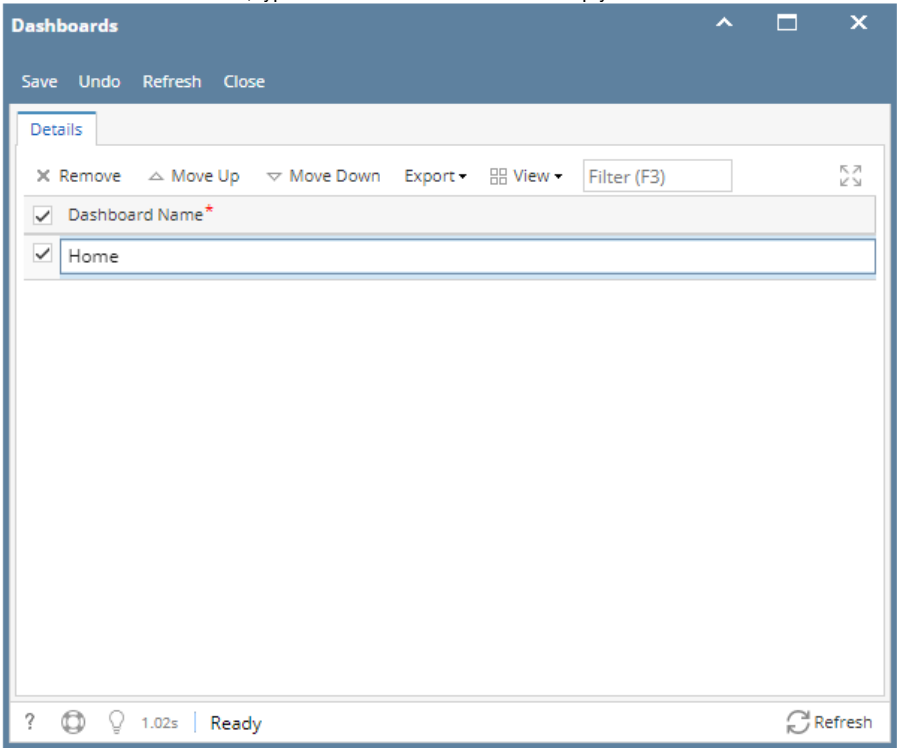 Dashboards
Save Undo Refresh Close
Details
Remove Move Up Move Down Export View Filter (F3)
Dashboard Name*
Home
? 1.02s Ready Refresh